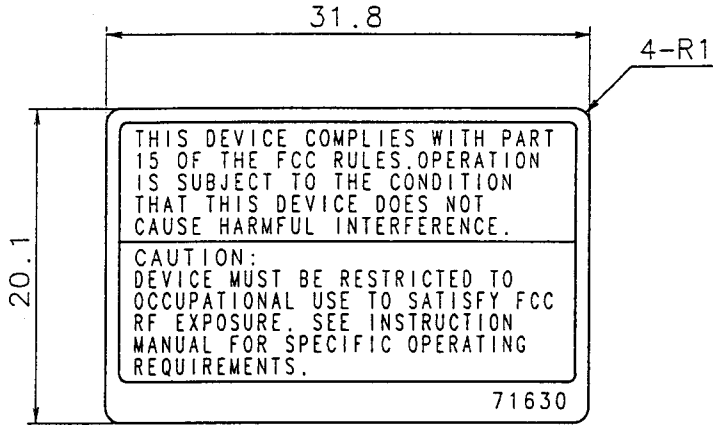 31.8
4-R1
20.1
THIS DEVICE COMPLIES WITH PART
15 OF THE FCC RULES.OPERATION
IS SUBJECT TO THE CONDITION
THAT THIS DEVICE DOES NOT
CAUSE HARMFUL INTERFERENCE.
CAUTION:
DEVICE MUST BE RESTRICTED TO
OCCUPATIONAL USE TO SATISFY FCC
RF EXPOSURE. SEE INSTRUCTION
MANUAL FOR SPECIFIC OPERATING
REQUIREMENTS.
71630